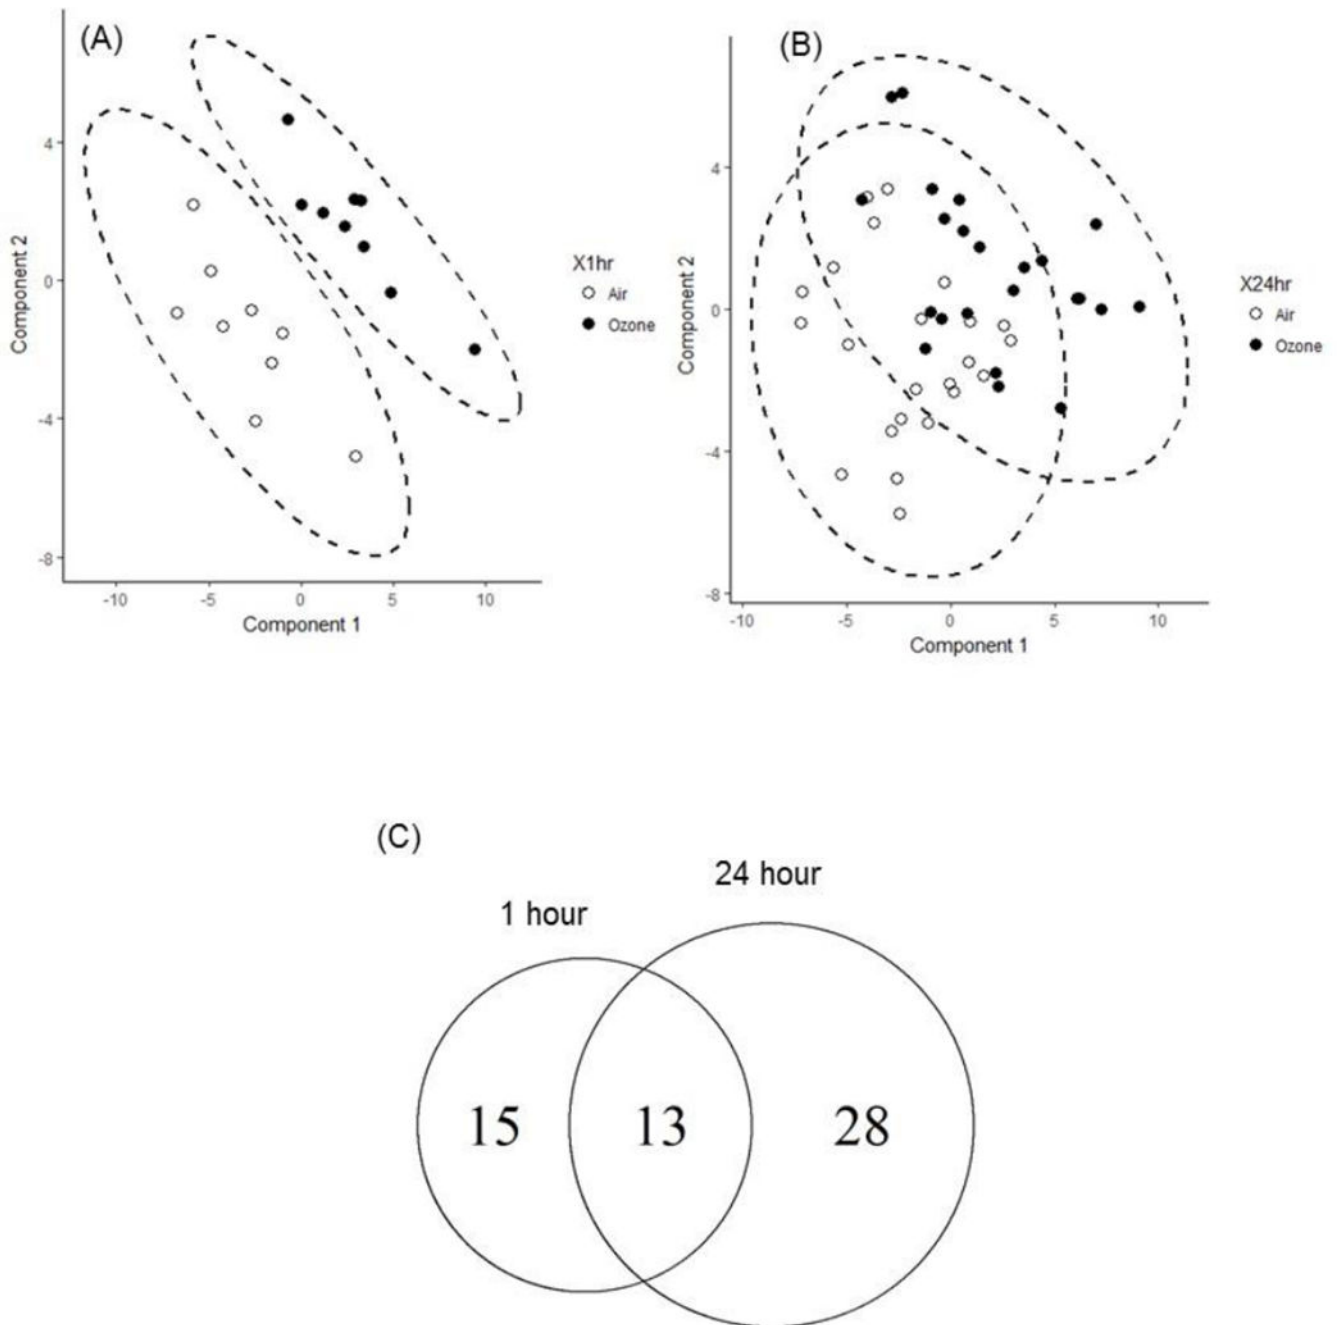 (A)
4
0
-4
-8
-10 -5 0 5 10
Component 1
Component 2
X1hr
Air
Ozone
(B)
4
0
-4
-8
-10 -5 0 5 10
Component 1
Component 2
X24hr
Air
Ozone
(C)
24 hour
1 hour
15 13 28